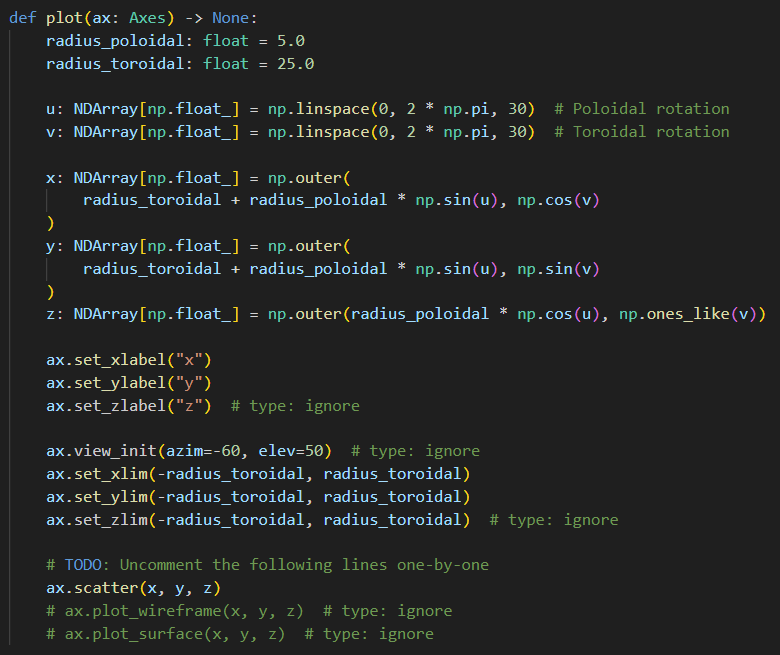 def plot(ax: Axes) -> None:
    radius_poloidal: float = 5.0
    radius_toroidal: float = 25.0

    u: NDArray[np.float_] = np.linspace(0, 2 * np.pi, 30)  # Poloidal rotation
    v: NDArray[np.float_] = np.linspace(0, 2 * np.pi, 30)  # Toroidal rotation

    x: NDArray[np.float_] = np.outer(
        radius_toroidal + radius_poloidal * np.sin(u), np.cos(v)
    )
    y: NDArray[np.float_] = np.outer(
        radius_toroidal + radius_poloidal * np.sin(u), np.sin(v)
    )
    z: NDArray[np.float_] = np.outer(radius_poloidal * np.cos(u), np.ones_like(v))

    ax.set_xlabel("x")
    ax.set_ylabel("y")
    ax.set_zlabel("z")  # type: ignore

    ax.view_init(azim=-60, elev=50)  # type: ignore
    ax.set_xlim(-radius_toroidal, radius_toroidal)
    ax.set_ylim(-radius_toroidal, radius_toroidal)
    ax.set_zlim(-radius_toroidal, radius_toroidal)  # type: ignore

    # TODO: Uncomment the following lines one-by-one
    ax.scatter(x, y, z)
    # ax.plot_wireframe(x, y, z)  # type: ignore
    # ax.plot_surface(x, y, z)  # type: ignore